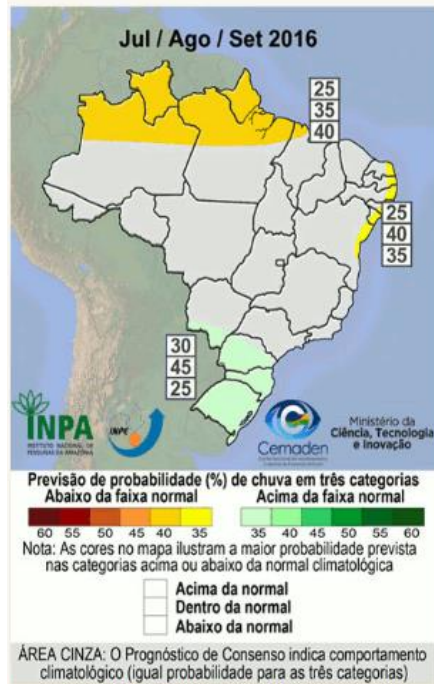 Jul / Ago / Set 2016
25
35
40
25
40
35
30
45
25
INPA
INSTITUTO NACIONAL DE
PESQUISAS DA AMAZÔNIA
INPE
Cemaden
Ministério da
Ciência, Tecnologia
e Inovação
Previsão de probabilidade (%) de chuva em três categorias
Abaixo da faixa normal Acima da faixa normal
60 55 50 45 40 35 35 40 45 50 55 60
Nota: As cores no mapa ilustram a maior probabilidade prevista
nas categorias acima ou abaixo da normal climatológica
Acima da normal
Dentro da normal
Abaixo da normal
ÁREA CINZA: O Prognóstico de Consenso indica comportamento
climatológico (igual probabilidade para as três categorias)